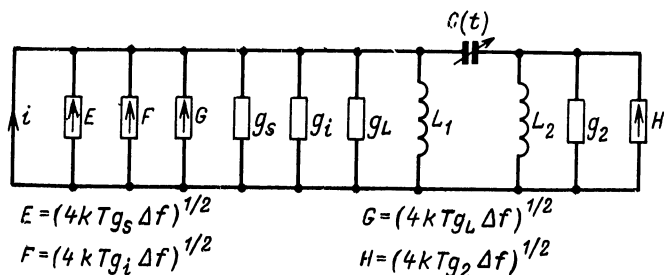 C(t)
i E F G g_s g_i g_L L_1 L_2 g_2 H
E=(4kTg_s Δf)^{1/2} G=(4kTg_L Δf)^{1/2}
F=(4kTg_i Δf)^{1/2} H=(4kTg_2 Δf)^{1/2}